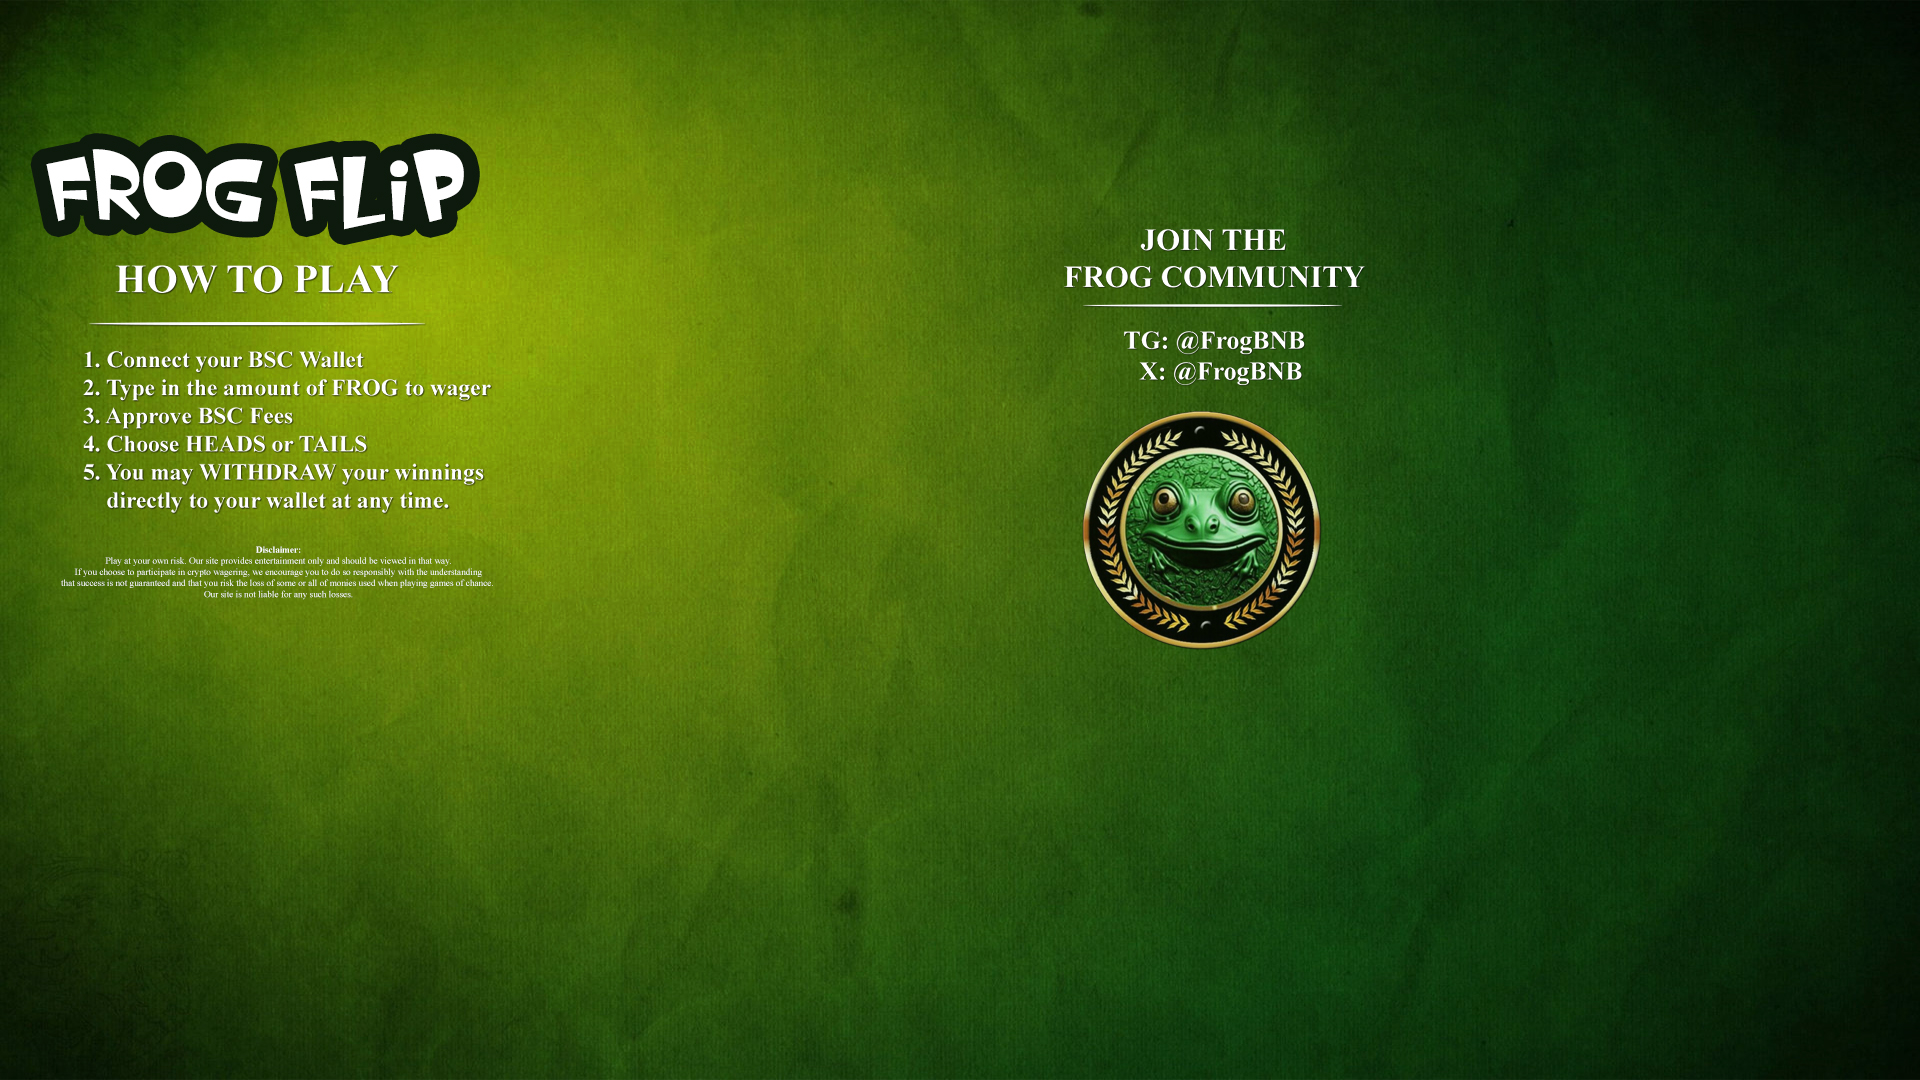 FROG FLiP
HOW TO PLAY
1. Connect your BSC Wallet
2. Type in the amount of FROG to wager
3. Approve BSC Fees
4. Choose HEADS or TAILS
5. You may WITHDRAW your winnings
directly to your wallet at any time.
Disclaimer:
Play at your own risk. Our site provides entertainment only and should be viewed in that way.
If you choose to participate in crypto wagering, we encourage you to do so responsibly with the understanding
that success is not guaranteed and that you risk the loss of some or all of monies used when playing games of chance.
Our site is not liable for any such losses.
JOIN THE
FROG COMMUNITY
TG: @FrogBNB
X: @FrogBNB